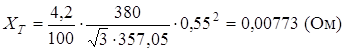 X_T = 4,2/100 · 380/(√3 · 357,05) · 0,55² = 0,00773 (Ом)